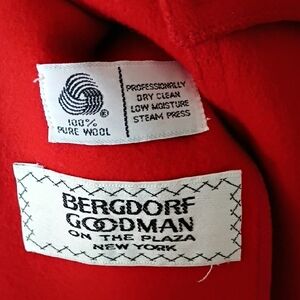 ®
100%
PURE WOOL
PROFESSIONALLY
DRY CLEAN
LOW MOISTURE
STEAM PRESS
BERGDORF
GOODMAN
ON THE PLAZA
NEW YORK